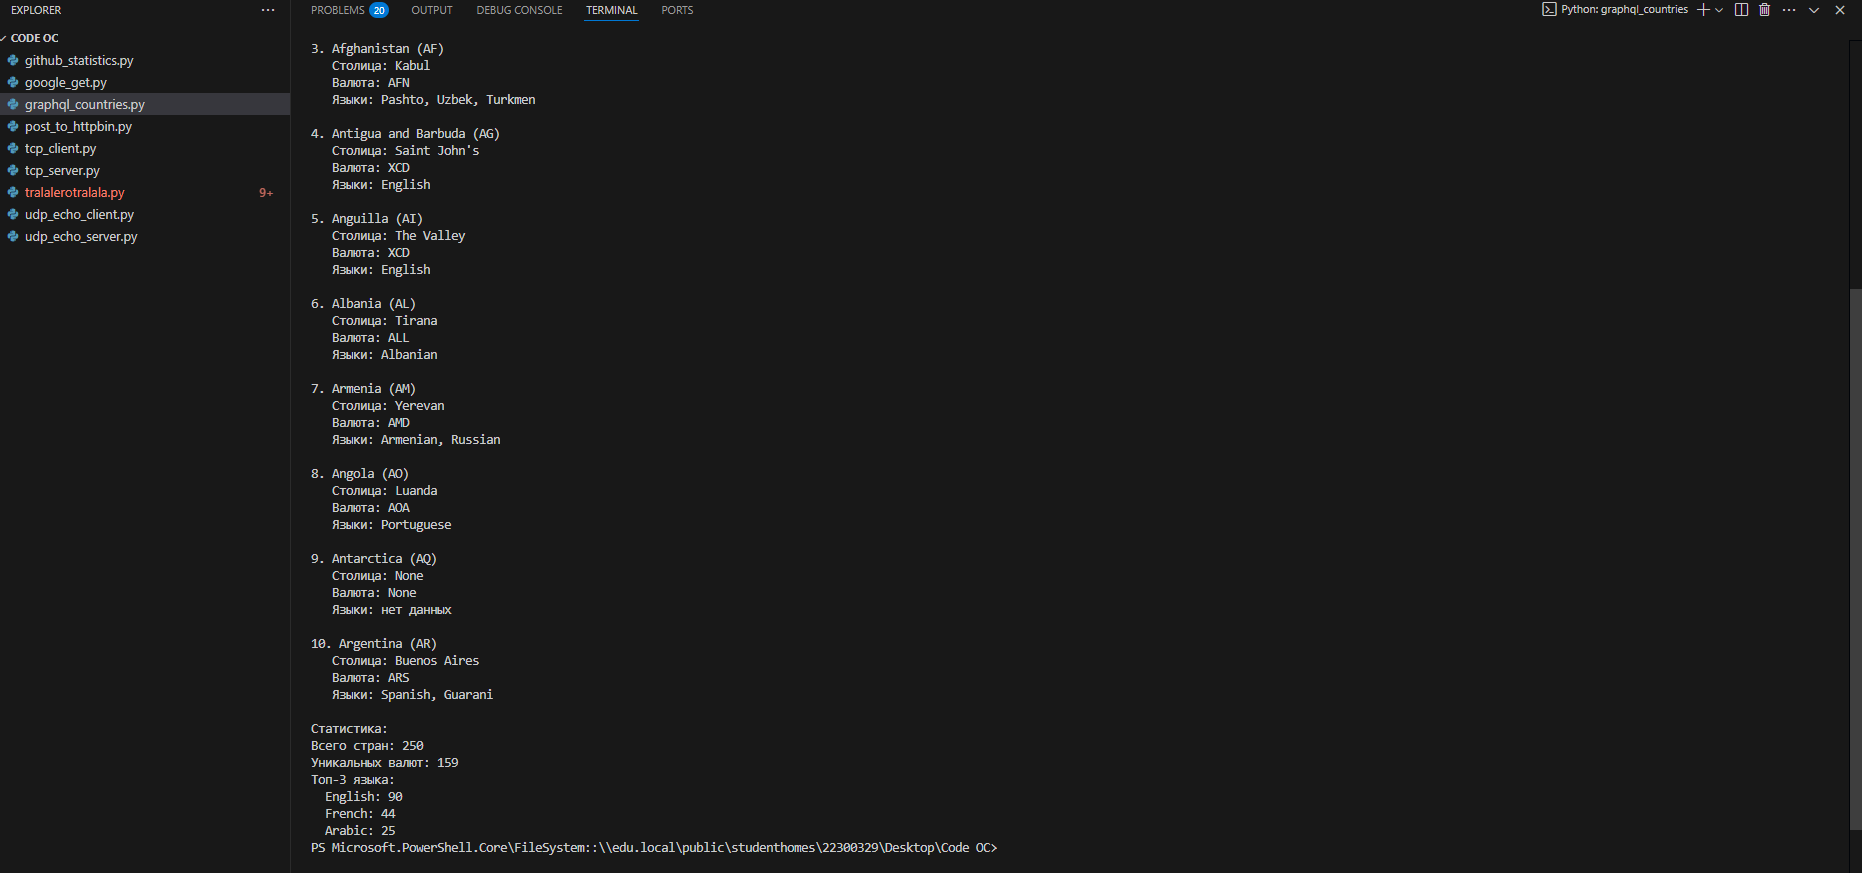 EXPLORER
CODE OC
github_statistics.py
google_get.py
graphql_countries.py
post_to_httpbin.py
tcp_client.py
tcp_server.py
tralalerotralala.py 9+
udp_echo_client.py
udp_echo_server.py
PROBLEMS 20 OUTPUT DEBUG CONSOLE TERMINAL PORTS
Python: graphql_countries
3. Afghanistan (AF)
Столица: Kabul
Валюта: AFN
Языки: Pashto, Uzbek, Turkmen
4. Antigua and Barbuda (AG)
Столица: Saint John's
Валюта: XCD
Языки: English
5. Anguilla (AI)
Столица: The Valley
Валюта: XCD
Языки: English
6. Albania (AL)
Столица: Tirana
Валюта: ALL
Языки: Albanian
7. Armenia (AM)
Столица: Yerevan
Валюта: AMD
Языки: Armenian, Russian
8. Angola (AO)
Столица: Luanda
Валюта: AOA
Языки: Portuguese
9. Antarctica (AQ)
Столица: None
Валюта: None
Языки: нет данных
10. Argentina (AR)
Столица: Buenos Aires
Валюта: ARS
Языки: Spanish, Guarani
Статистика:
Всего стран: 250
Уникальных валют: 159
Топ-3 языка:
English: 90
French: 44
Arabic: 25
PS Microsoft.PowerShell.Core\FileSystem::\\edu.local\public\studenthomes\22300329\Desktop\Code OC>